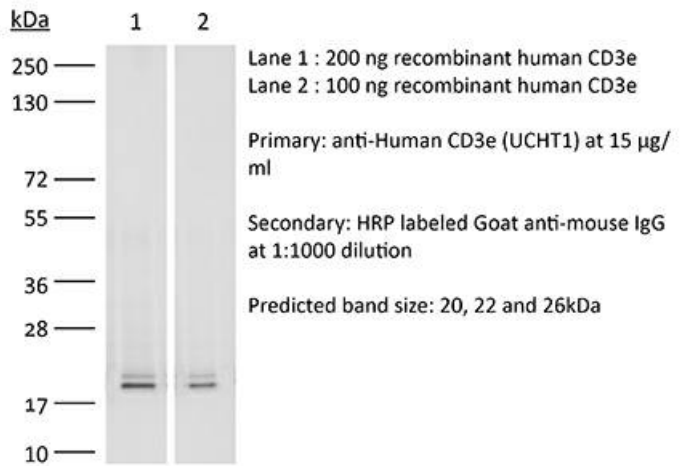 kDa
1 2
250
130
72
55
36
28
17
10
Lane 1 : 200 ng recombinant human CD3e
Lane 2 : 100 ng recombinant human CD3e
Primary: anti-Human CD3e (UCHT1) at 15 µg/
ml
Secondary: HRP labeled Goat anti-mouse IgG
at 1:1000 dilution
Predicted band size: 20, 22 and 26kDa